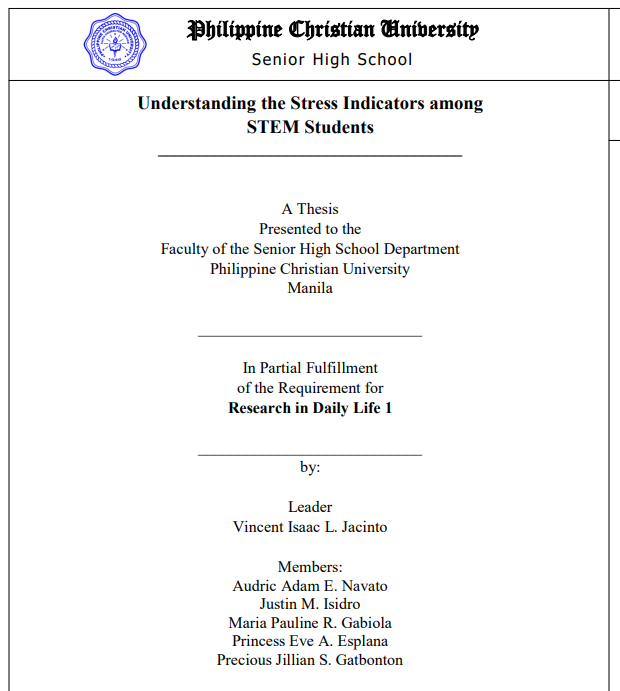 Philippine Christian University
Senior High School
Understanding the Stress Indicators among
STEM Students
A Thesis
Presented to the
Faculty of the Senior High School Department
Philippine Christian University
Manila
In Partial Fulfillment
of the Requirement for
Research in Daily Life 1
by:
Leader
Vincent Isaac L. Jacinto
Members:
Audric Adam E. Navato
Justin M. Isidro
Maria Pauline R. Gabiola
Princess Eve A. Esplana
Precious Jillian S. Gatbonton